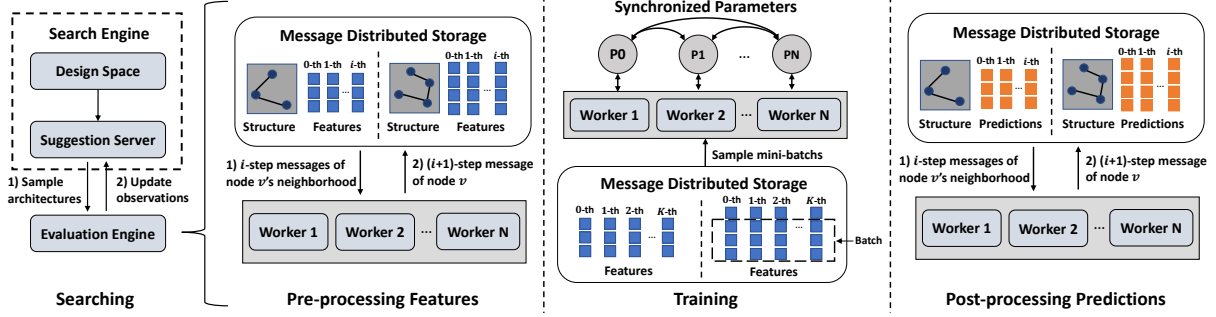 Search Engine
Design Space
Suggestion Server
1) Sample
architectures
2) Update
observations
Evaluation Engine
Searching
Message Distributed Storage
0-th 1-th i-th
...
Structure
Features
0-th 1-th i-th
...
Structure
Features
1) i-step messages of
node v's neighborhood
2) (i+1)-step message
of node v
Worker 1
Worker 2
...
Worker N
Pre-processing Features
Synchronized Parameters
P0
P1
...
PN
Worker 1
Worker 2
...
Worker N
Sample mini-batchs
Message Distributed Storage
0-th 1-th 2-th K-th
...
Features
0-th 1-th 2-th K-th
...
Features
Batch
Training
Message Distributed Storage
0-th 1-th i-th
...
Structure
Predictions
0-th 1-th i-th
...
Structure
Predictions
1) i-step messages of
node v's neighborhood
2) (i+1)-step message
of node v
Worker 1
Worker 2
...
Worker N
Post-processing Predictions